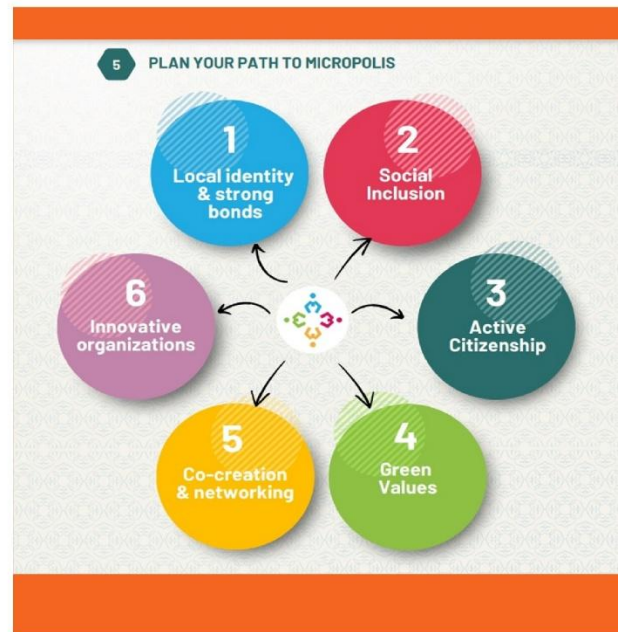 5 PLAN YOUR PATH TO MICROPOLIS
1
Local identity
& strong
bonds
2
Social
Inclusion
3
Active
Citizenship
4
Green
Values
5
Co-creation
& networking
6
Innovative
organizations